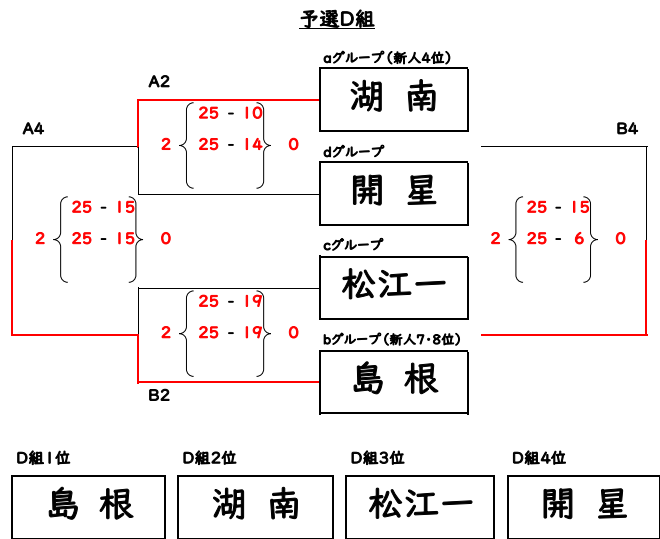 予選D組
aグループ(新人4位)
A2
湖 南
25 - 10
2 25 - 14 0
A4
B4
dグループ
開 星
25 - 15
2 25 - 15 0
25 - 15
2 25 - 6 0
cグループ
松江一
25 - 19
2 25 - 19 0
bグループ(新人7・8位)
島 根
B2
D組1位 D組2位 D組3位 D組4位
島 根 湖 南 松江一 開 星